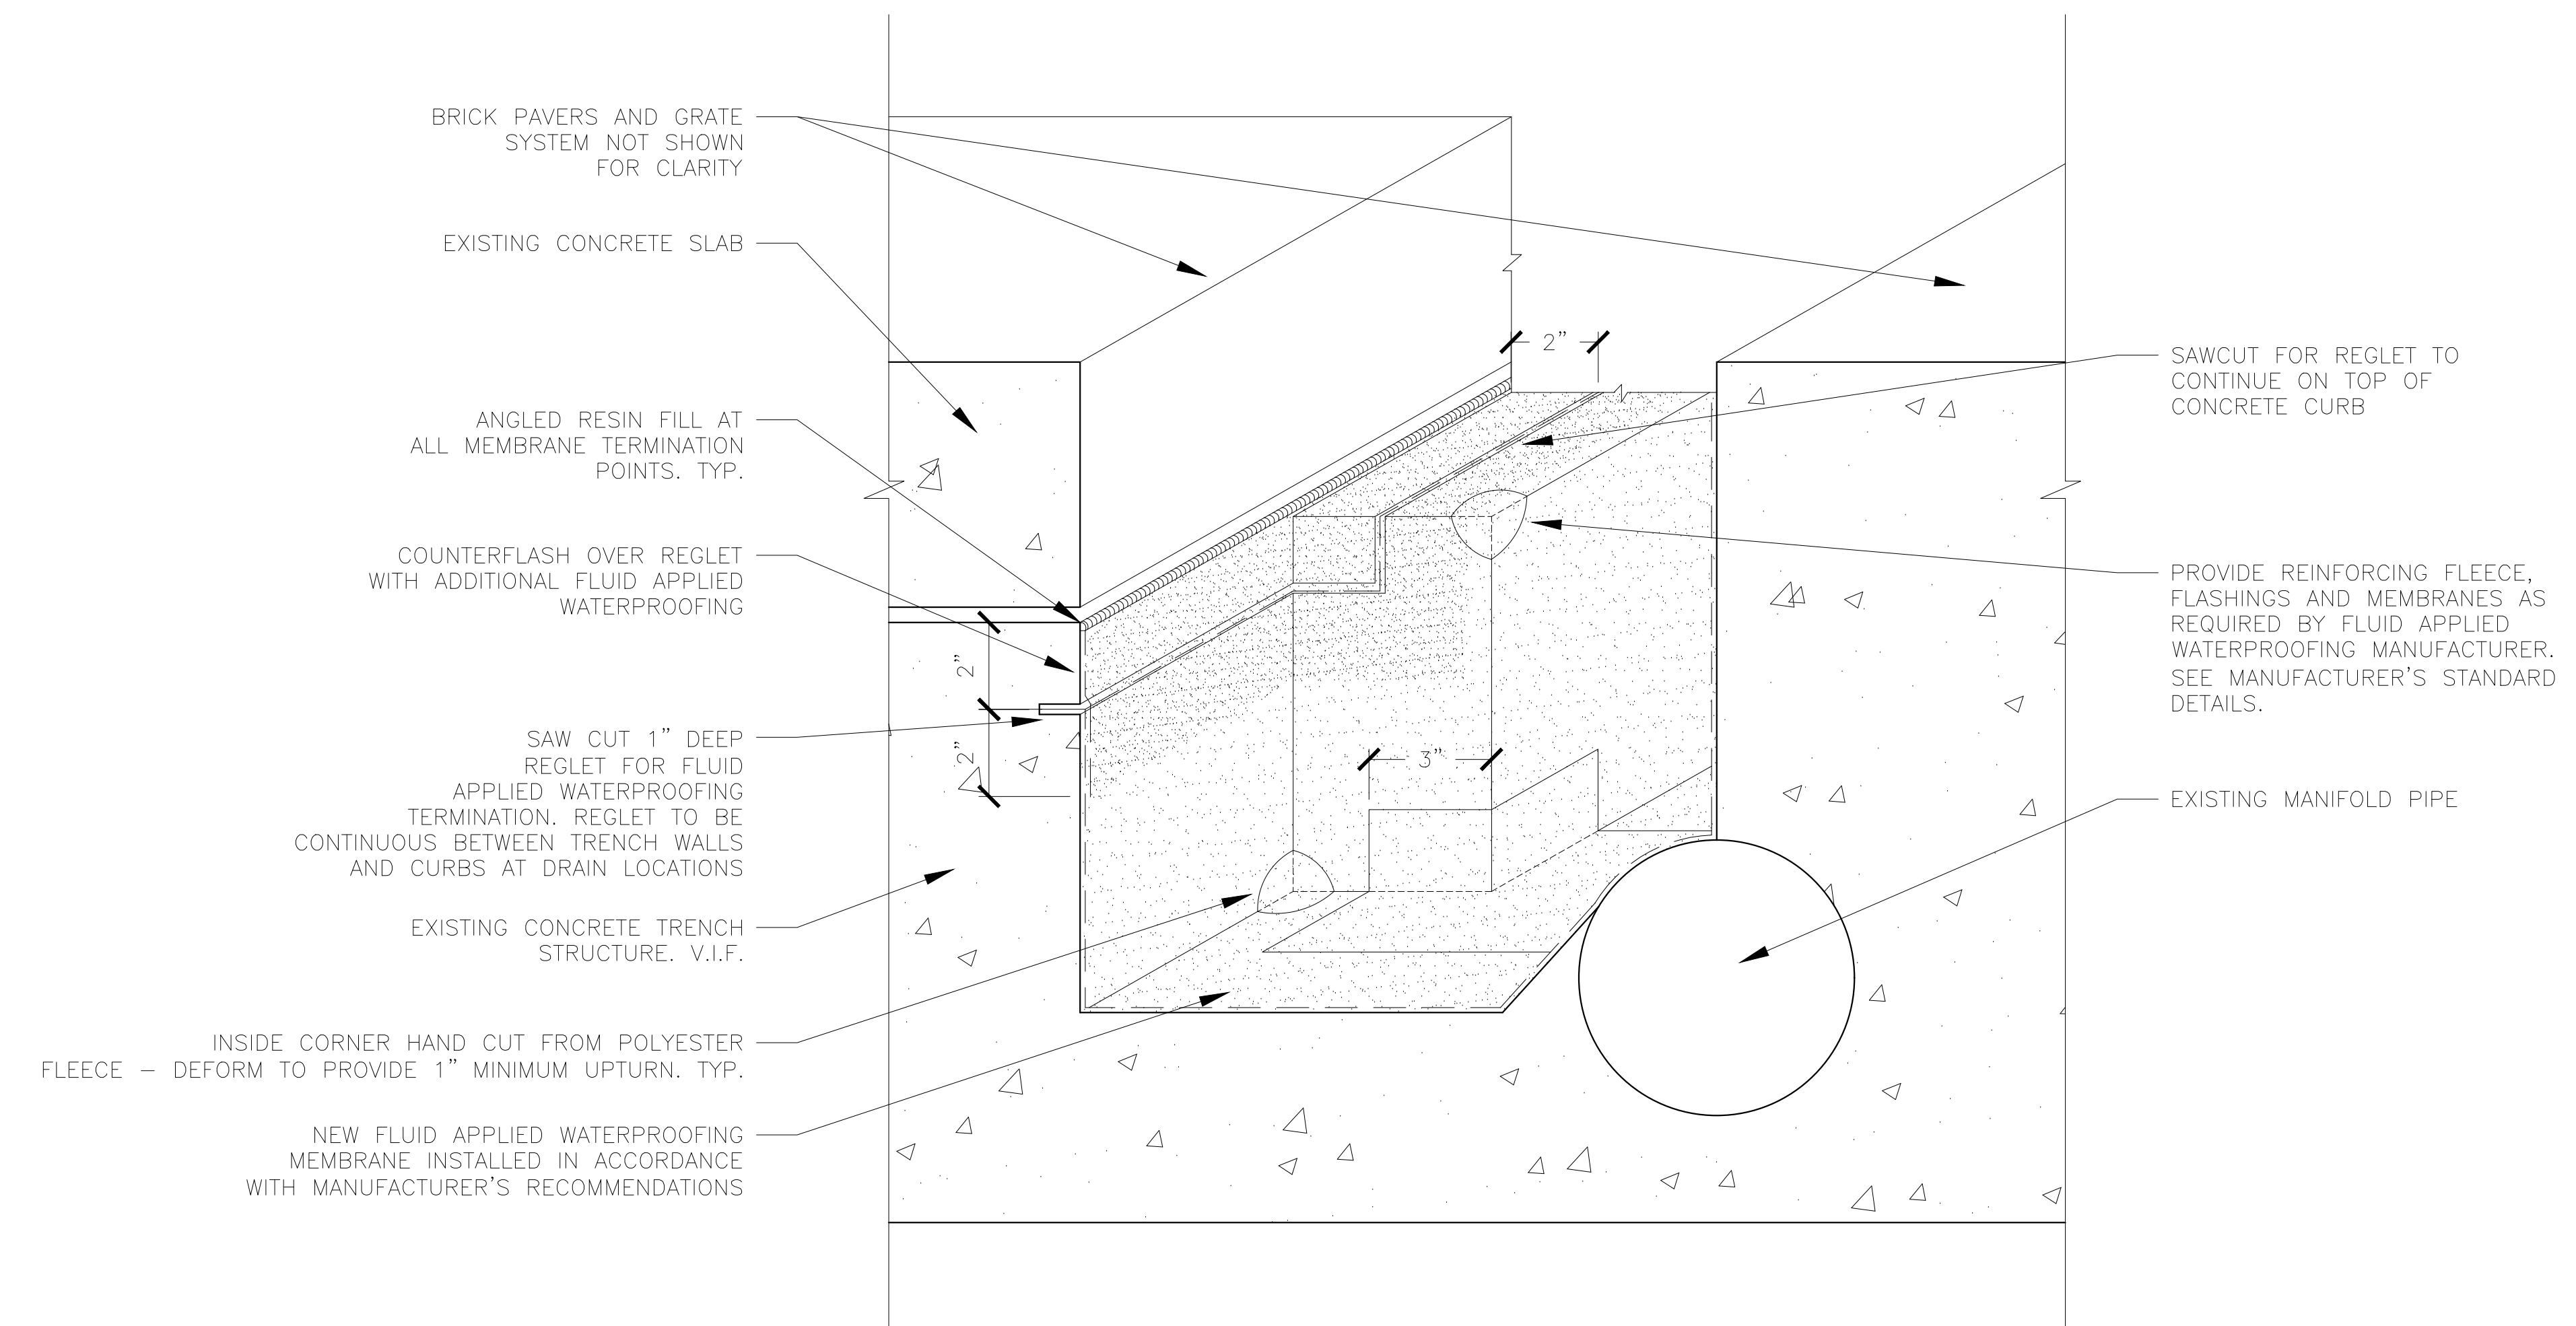 BRICK PAVERS AND GRATE
SYSTEM NOT SHOWN
FOR CLARITY
EXISTING CONCRETE SLAB
ANGLED RESIN FILL AT
ALL MEMBRANE TERMINATION
POINTS. TYP.
COUNTERFLASH OVER REGLET
WITH ADDITIONAL FLUID APPLIED
WATERPROOFING
SAW CUT 1" DEEP
REGLET FOR FLUID
APPLIED WATERPROOFING
TERMINATION. REGLET TO BE
CONTINUOUS BETWEEN TRENCH WALLS
AND CURBS AT DRAIN LOCATIONS
EXISTING CONCRETE TRENCH
STRUCTURE. V.I.F.
INSIDE CORNER HAND CUT FROM POLYESTER
FLEECE – DEFORM TO PROVIDE 1" MINIMUM UPTURN. TYP.
NEW FLUID APPLIED WATERPROOFING
MEMBRANE INSTALLED IN ACCORDANCE
WITH MANUFACTURER'S RECOMMENDATIONS
2"
2"
2"
3"
SAWCUT FOR REGLET TO
CONTINUE ON TOP OF
CONCRETE CURB
PROVIDE REINFORCING FLEECE,
FLASHINGS AND MEMBRANES AS
REQUIRED BY FLUID APPLIED
WATERPROOFING MANUFACTURER.
SEE MANUFACTURER'S STANDARD
DETAILS.
EXISTING MANIFOLD PIPE